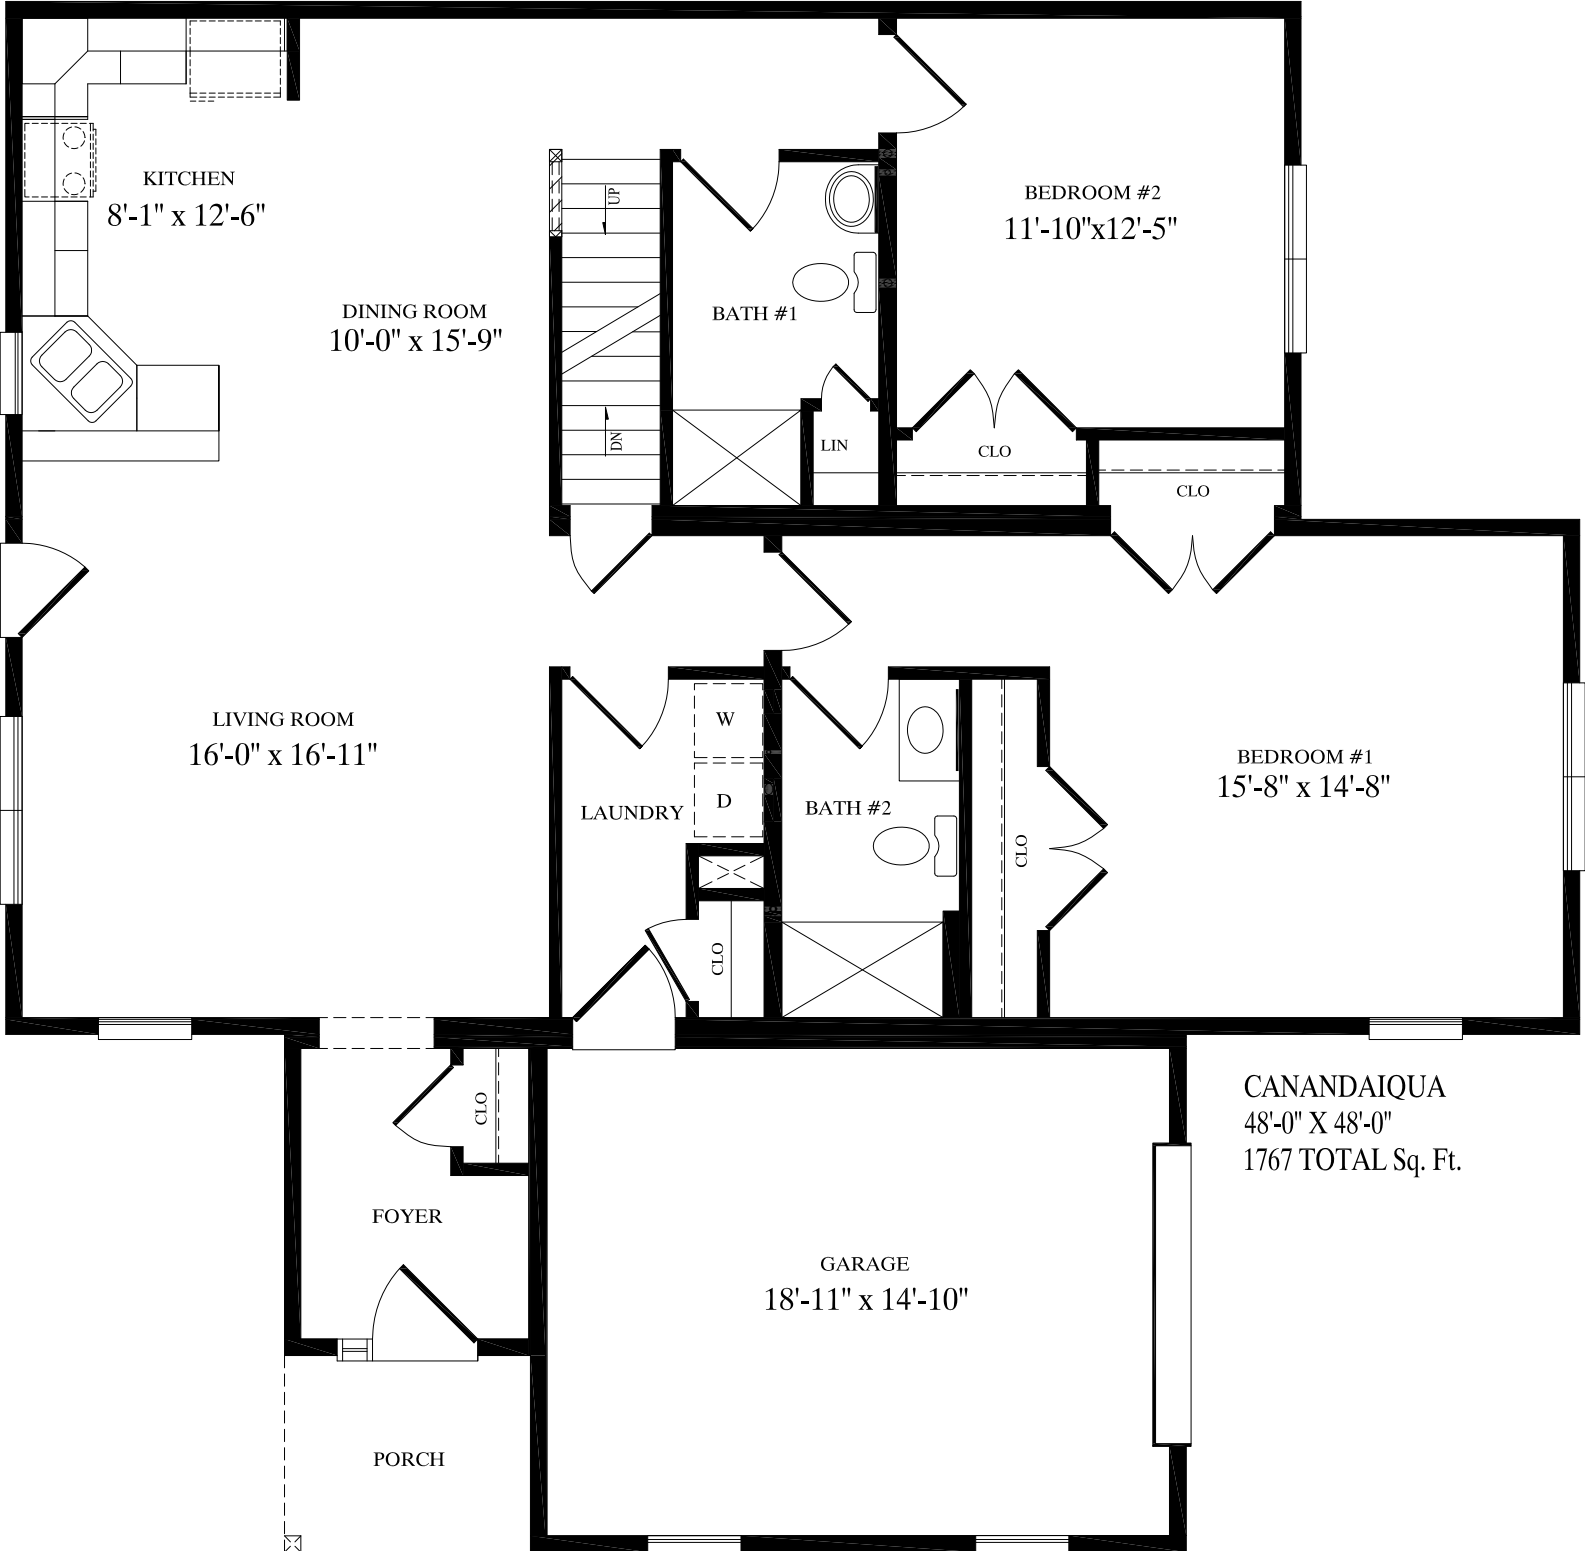 KITCHEN
8'-1" x 12'-6"
DINING ROOM
10'-0" x 15'-9"
UP
DN
BATH #1
LIN
BEDROOM #2
11'-10"x12'-5"
CLO
CLO
LIVING ROOM
16'-0" x 16'-11"
LAUNDRY
W
D
CLO
BATH #2
CLO
BEDROOM #1
15'-8" x 14'-8"
CLO
FOYER
PORCH
GARAGE
18'-11" x 14'-10"
CANANDAIQUA
48'-0" X 48'-0"
1767 TOTAL Sq. Ft.